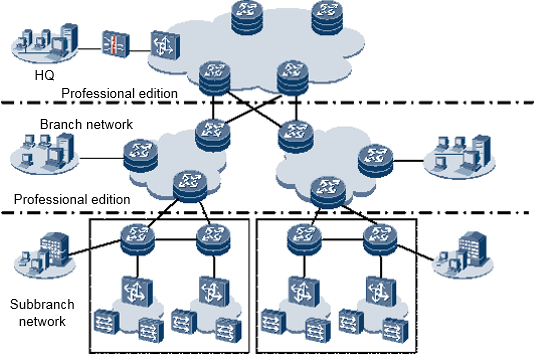 HQ
Professional edition
Branch network
Professional edition
Subbranch
network